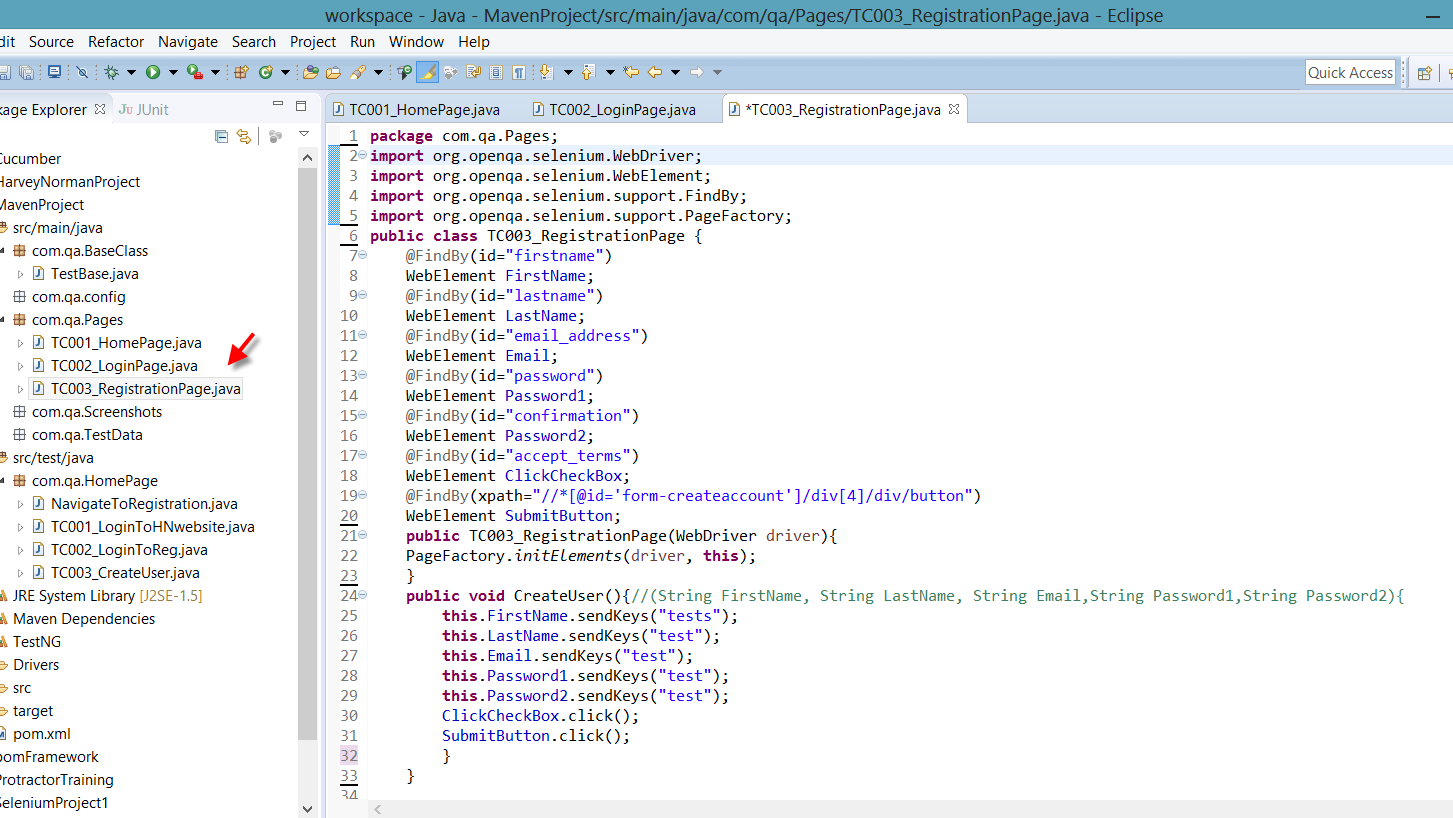 workspace - Java - MavenProject/src/main/java/com/qa/Pages/TC003_RegistrationPage.java - Eclipse
dit Source Refactor Navigate Search Project Run Window Help
Quick Access
kage Explorer JUnit
TC001_HomePage.java TC002_LoginPage.java *TC003_RegistrationPage.java
Cucumber
HarveyNormanProject
MavenProject
src/main/java
com.qa.BaseClass
TestBase.java
com.qa.config
com.qa.Pages
TC001_HomePage.java
TC002_LoginPage.java
TC003_RegistrationPage.java
com.qa.Screenshots
com.qa.TestData
src/test/java
com.qa.HomePage
NavigateToRegistration.java
TC001_LoginToHNwebsite.java
TC002_LoginToReg.java
TC003_CreateUser.java
JRE System Library [J2SE-1.5]
Maven Dependencies
TestNG
Drivers
src
target
pom.xml
pomFramework
ProtractorTraining
SeleniumProject1
1 package com.qa.Pages;
2 import org.openqa.selenium.WebDriver;
3 import org.openqa.selenium.WebElement;
4 import org.openqa.selenium.support.FindBy;
5 import org.openqa.selenium.support.PageFactory;
6 public class TC003_RegistrationPage {
7 @FindBy(id="firstname")
8 WebElement FirstName;
9 @FindBy(id="lastname")
10 WebElement LastName;
11 @FindBy(id="email_address")
12 WebElement Email;
13 @FindBy(id="password")
14 WebElement Password1;
15 @FindBy(id="confirmation")
16 WebElement Password2;
17 @FindBy(id="accept_terms")
18 WebElement ClickCheckBox;
19 @FindBy(xpath="//*[@id='form-createaccount']/div[4]/div/button")
20 WebElement SubmitButton;
21 public TC003_RegistrationPage(WebDriver driver){
22 PageFactory.initElements(driver, this);
23 }
24 public void CreateUser(){//(String FirstName, String LastName, String Email,String Password1,String Password2){
25 this.FirstName.sendKeys("tests");
26 this.LastName.sendKeys("test");
27 this.Email.sendKeys("test");
28 this.Password1.sendKeys("test");
29 this.Password2.sendKeys("test");
30 ClickCheckBox.click();
31 SubmitButton.click();
32 }
33 }
34